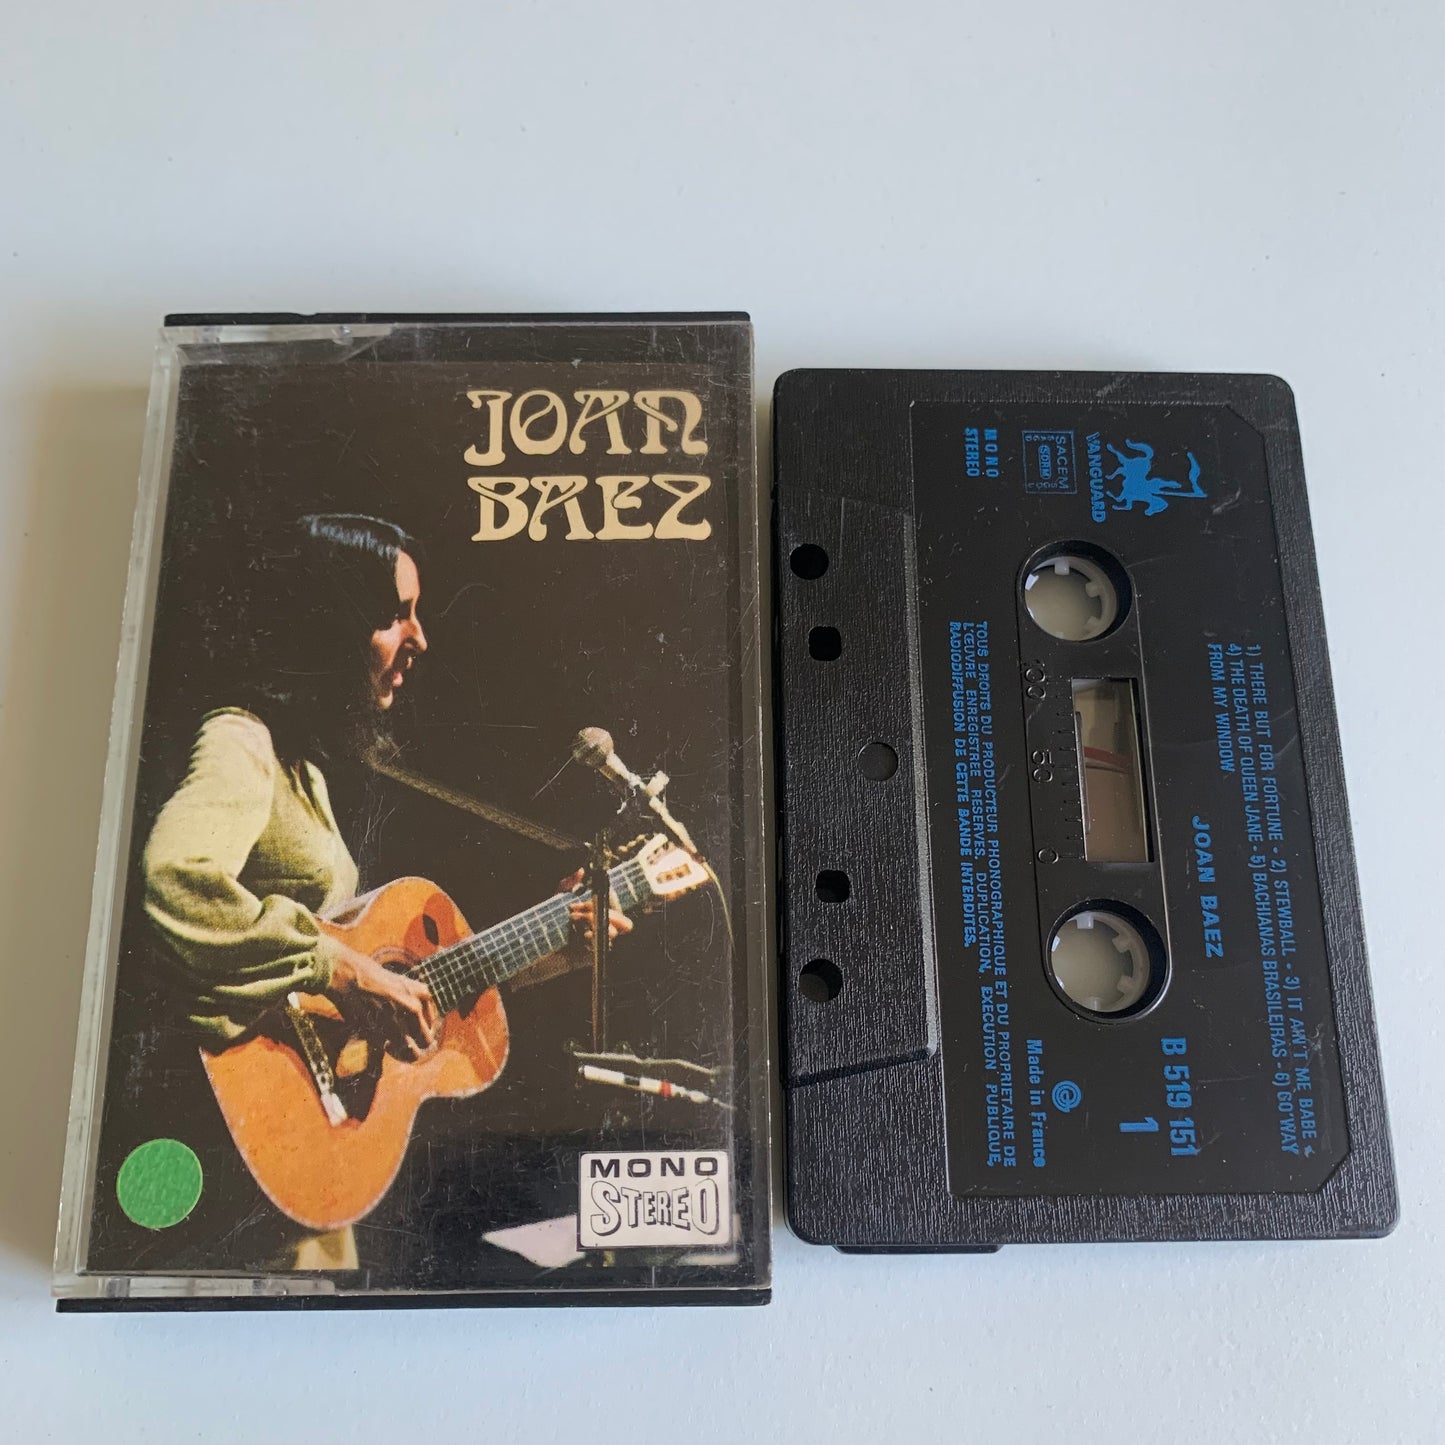 JOAN
BAEZ
MONO
STEREO
VANGUARD
SACEM
SDRM
MONO
STEREO
1) THERE BUT FOR FORTUNE - 2) STEWBALL - 3) IT AIN'T ME BABE -
4) THE DEATH OF QUEEN JANE - 5) BACHIANAS BRASILEIRAS - 6) GO'WAY
FROM MY WINDOW
JOAN BAEZ
B 519 151
1
100 50 0
Made in France
TOUS DROITS DU PRODUCTEUR PHONOGRAPHIQUE ET DU PROPRIETAIRE DE
L'ŒUVRE ENREGISTREE RESERVES. DUPLICATION, EXECUTION PUBLIQUE,
RADIODIFFUSION DE CETTE BANDE INTERDITES.